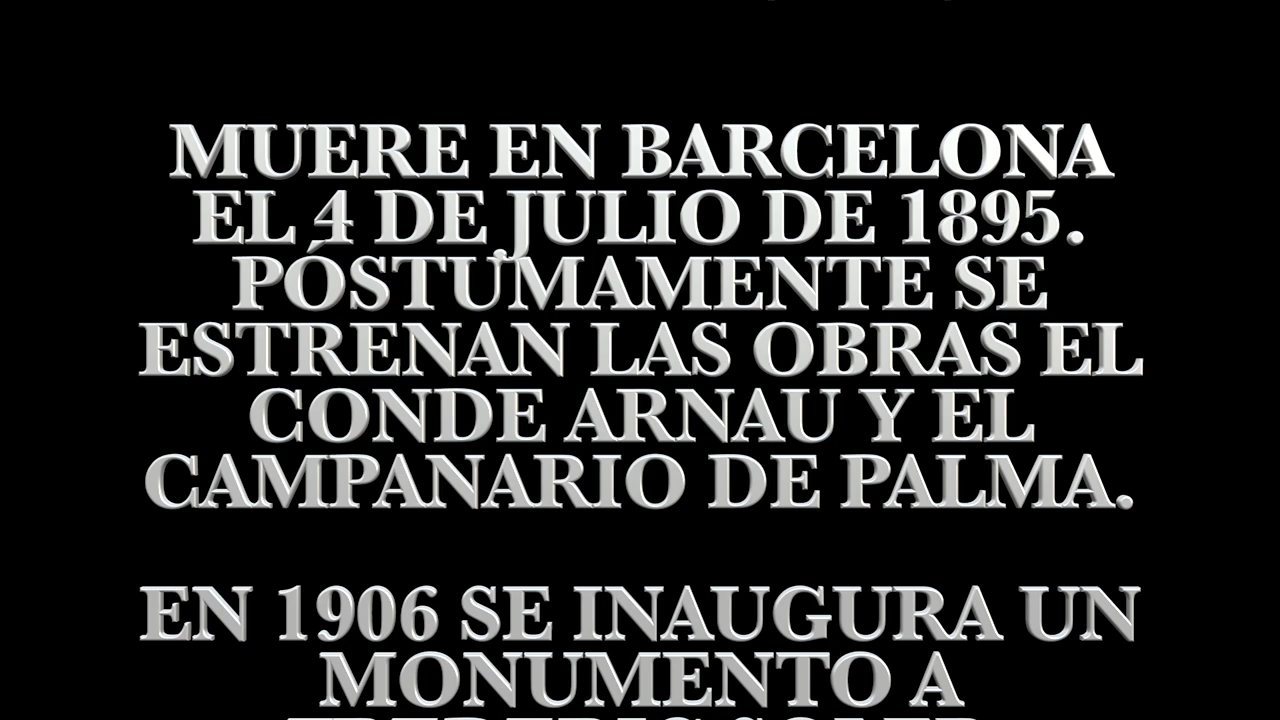 MUERE EN BARCELONA
EL 4 DE JULIO DE 1895.
PÓSTUMAMENTE SE
ESTRENAN LAS OBRAS EL
CONDE ARNAU Y EL
CAMPANARIO DE PALMA.
EN 1906 SE INAUGURA UN
MONUMENTO A